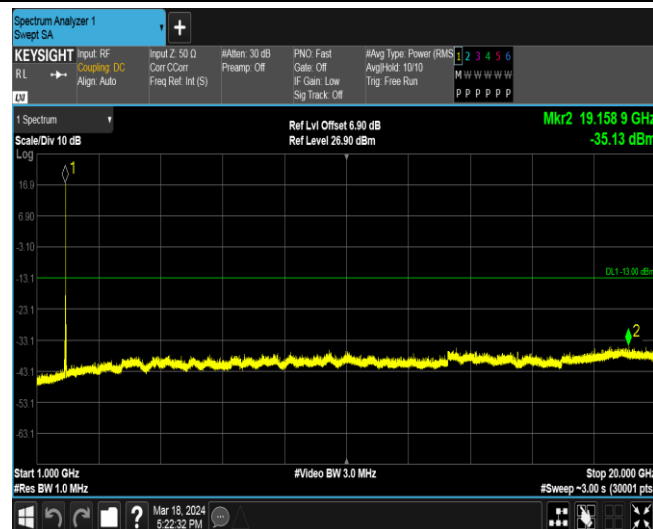 Spectrum Analyzer 1
Swept SA
+
KEYSIGHT
RL
LXI
Input: RF
Coupling: DC
Align: Auto
Input Z: 50 Ω
Corr CCorr
Freq Ref: Int (S)
#Atten: 30 dB
Preamp: Off
PNO: Fast
Gate: Off
IF Gain: Low
Sig Track: Off
#Avg Type: Power (RMS
Avg|Hold: 10/10
Trig: Free Run
1 2 3 4 5 6
M W W W W W
P P P P P P
1 Spectrum
Scale/Div 10 dB
Log
Ref Lvl Offset 6.90 dB
Ref Level 26.90 dBm
Mkr2 19.158 9 GHz
-35.13 dBm
1
16.9
6.90
-3.10
-13.1
-23.1
-33.1
-43.1
-53.1
-63.1
DL1 -13.00 dBm
2
Start 1.000 GHz
#Res BW 1.0 MHz
#Video BW 3.0 MHz
Stop 20.000 GHz
#Sweep ~3.00 s (30001 pts
?
Mar 18, 2024
5:22:32 PM